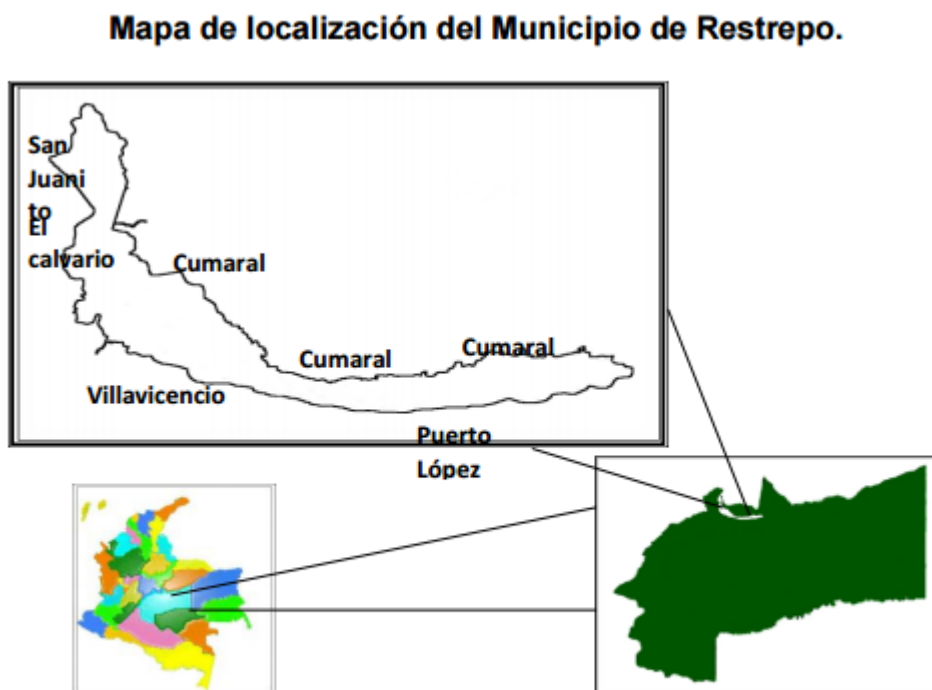 Mapa de localización del Municipio de Restrepo.
San
Juani
to
El
calvario
Cumaral
Cumaral
Cumaral
Villavicencio
Puerto
López